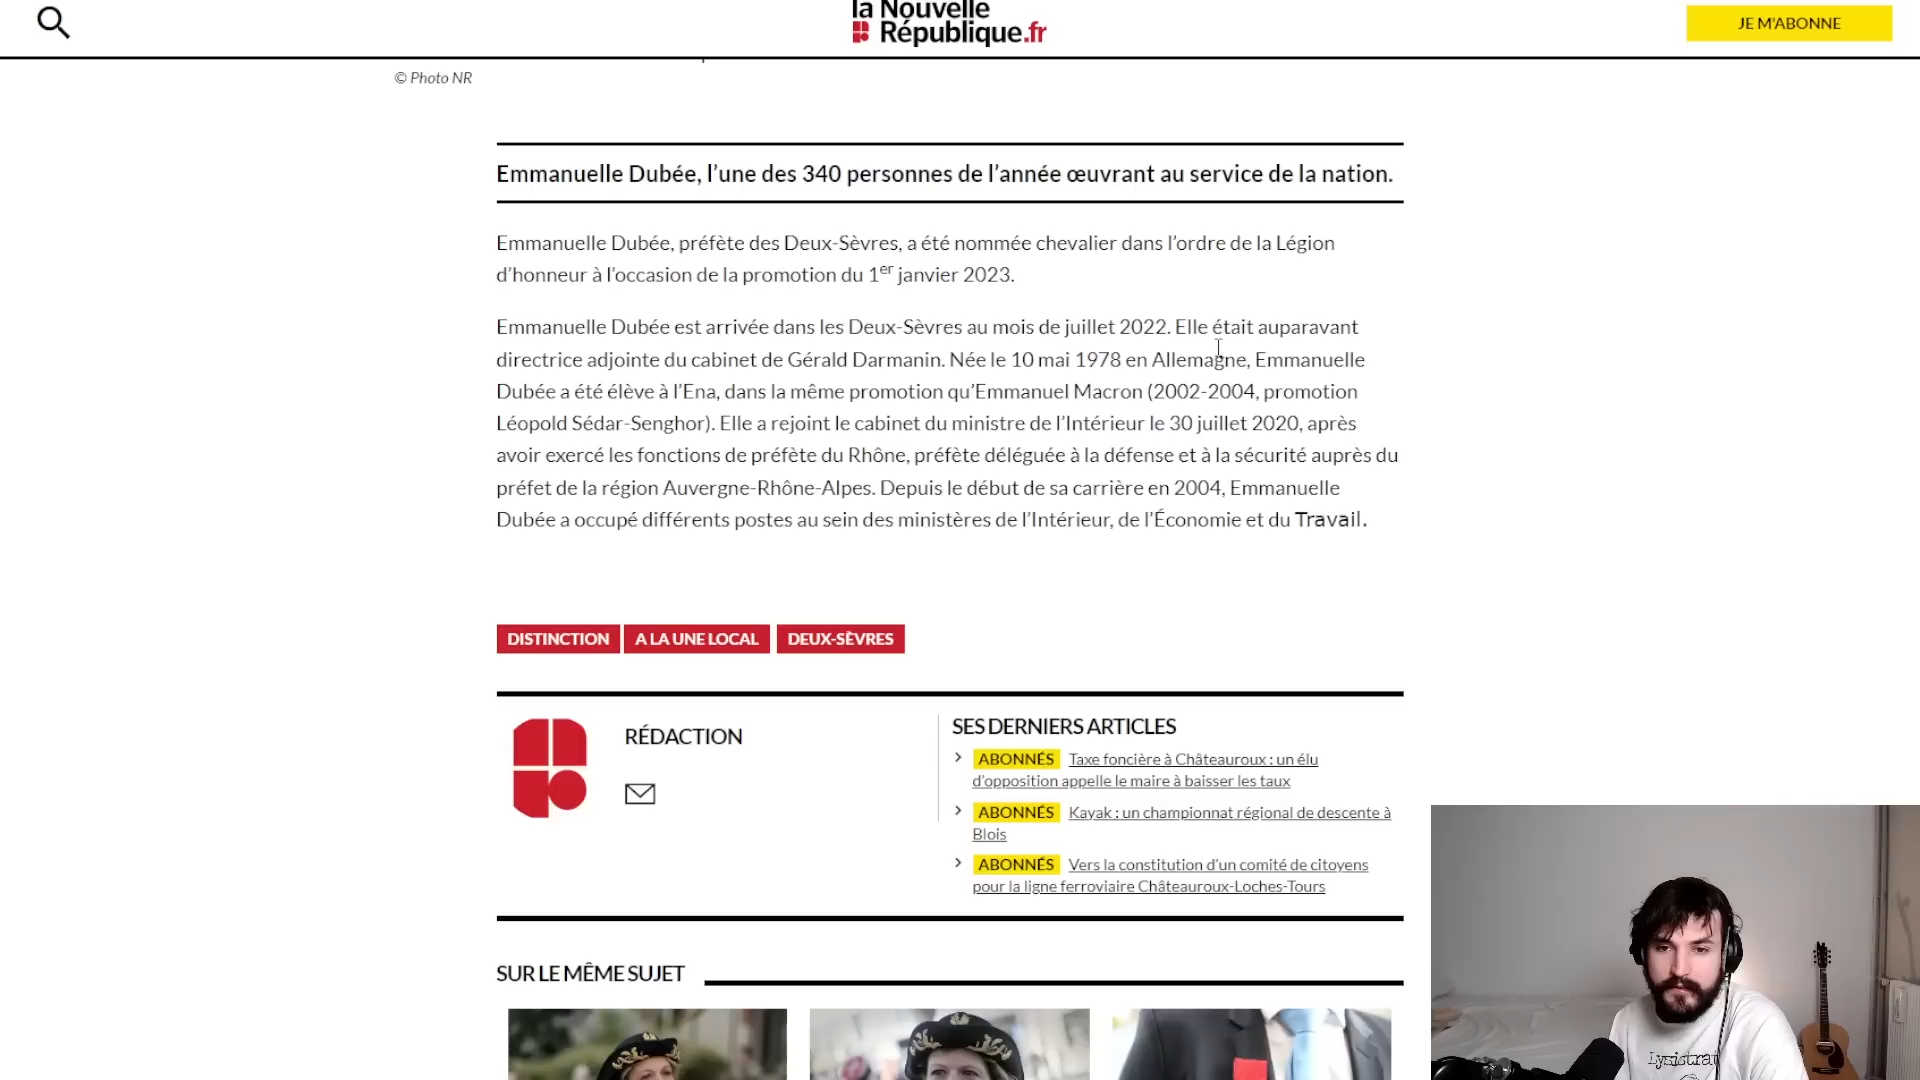 la Nouvelle
République.fr
JE M'ABONNE
© Photo NR
Emmanuelle Dubée, l’une des 340 personnes de l’année œuvrant au service de la nation.
Emmanuelle Dubée, préfète des Deux-Sèvres, a été nommée chevalier dans l’ordre de la Légion
d’honneur à l’occasion de la promotion du 1er janvier 2023.
Emmanuelle Dubée est arrivée dans les Deux-Sèvres au mois de juillet 2022. Elle était auparavant
directrice adjointe du cabinet de Gérald Darmanin. Née le 10 mai 1978 en Allemagne, Emmanuelle
Dubée a été élève à l’Ena, dans la même promotion qu’Emmanuel Macron (2002-2004, promotion
Léopold Sédar-Senghor). Elle a rejoint le cabinet du ministre de l’Intérieur le 30 juillet 2020, après
avoir exercé les fonctions de préfète du Rhône, préfète déléguée à la défense et à la sécurité auprès du
préfet de la région Auvergne-Rhône-Alpes. Depuis le début de sa carrière en 2004, Emmanuelle
Dubée a occupé différents postes au sein des ministères de l’Intérieur, de l’Économie et du Travail.
DISTINCTION A LA UNE LOCAL DEUX-SÈVRES
RÉDACTION
SES DERNIERS ARTICLES
ABONNÉS Taxe foncière à Châteauroux : un élu
d'opposition appelle le maire à baisser les taux
ABONNÉS Kayak : un championnat régional de descente à
Blois
ABONNÉS Vers la constitution d'un comité de citoyens
pour la ligne ferroviaire Châteauroux-Loches-Tours
SUR LE MÊME SUJET
Lysistrat